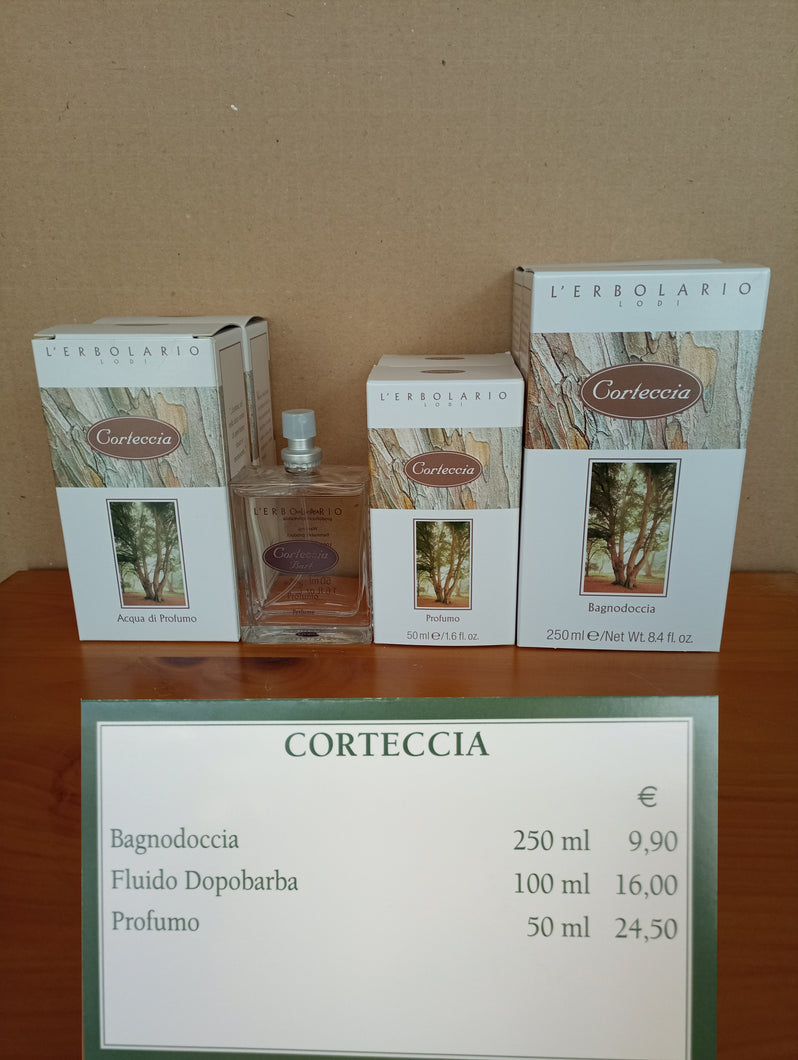 L'ERBOLARIO
LODI
Corteccia
Acqua di Profumo
L'ERBOLARIO
Corteccia
Bark
Profumo
Perfume
L'ERBOLARIO
LODI
Corteccia
Profumo
50 ml e/1.6 fl. oz.
L'ERBOLARIO
LODI
Corteccia
Bagnodoccia
250 ml e/Net Wt. 8.4 fl. oz.
CORTECCIA
€
Bagnodoccia 250 ml 9,90
Fluido Dopobarba 100 ml 16,00
Profumo 50 ml 24,50